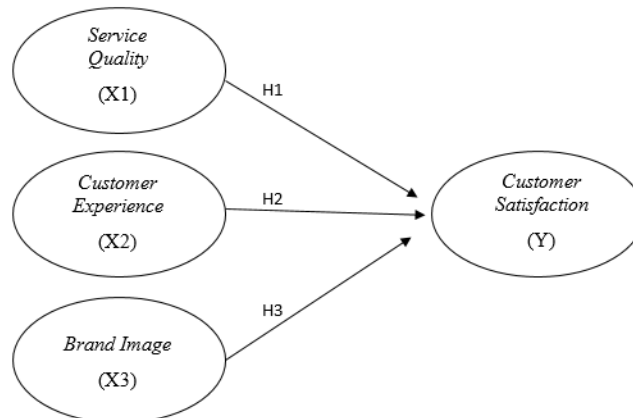 Service
Quality
(X1)
H1
Customer
Experience
(X2)
H2
Customer
Satisfaction
(Y)
H3
Brand Image
(X3)